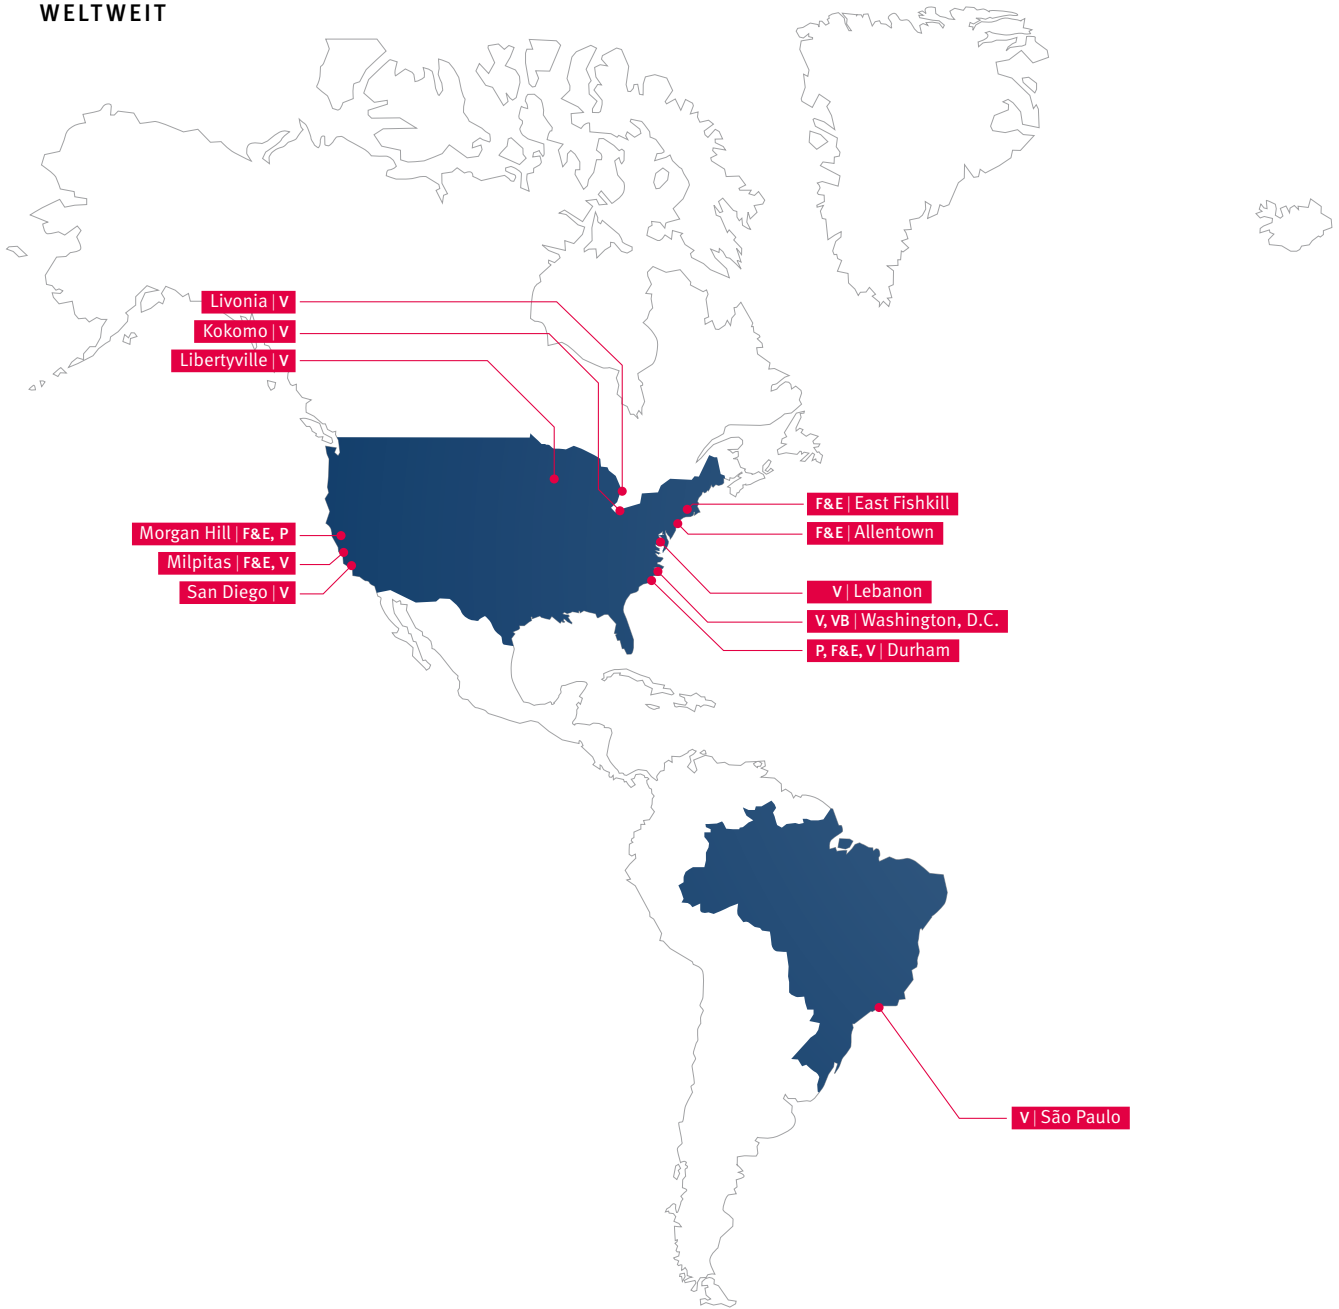 WELTWEIT
Livonia | V
Kokomo | V
Libertyville | V
Morgan Hill | F&E, P
Milpitas | F&E, V
San Diego | V
F&E | East Fishkill
F&E | Allentown
V | Lebanon
V, VB | Washington, D.C.
P, F&E, V | Durham
V | São Paulo